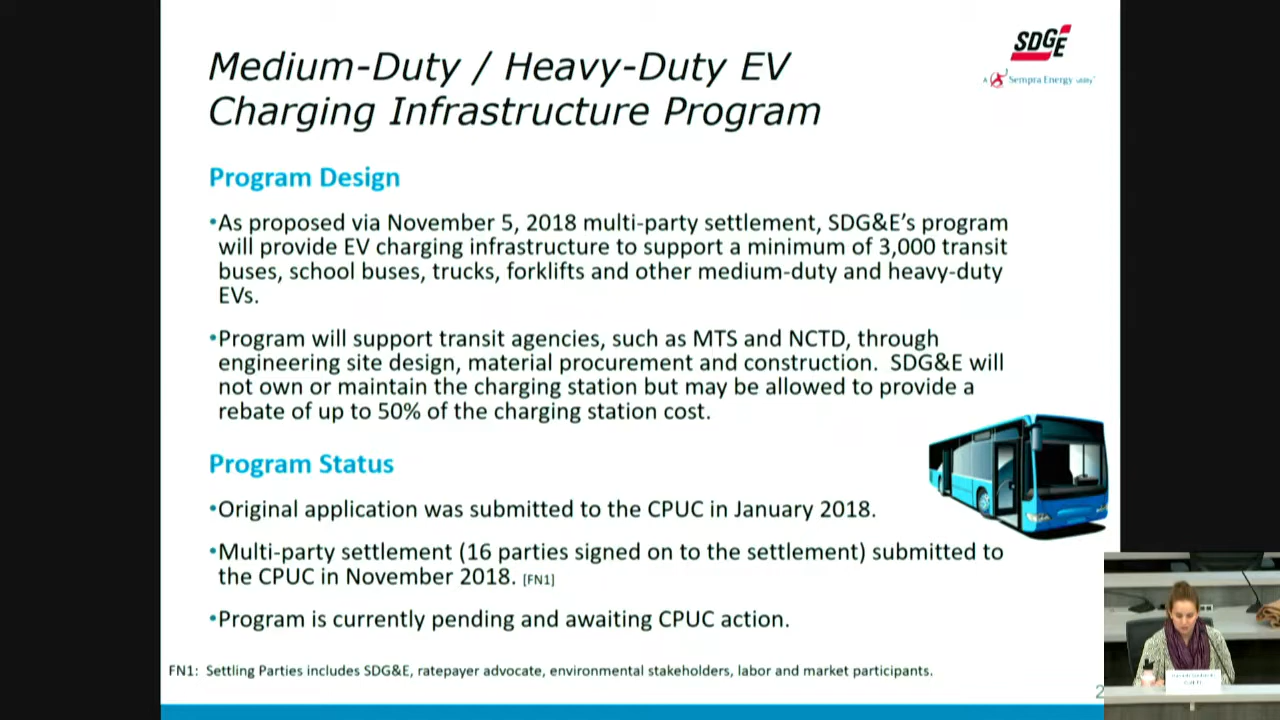 Medium-Duty / Heavy-Duty EV
Charging Infrastructure Program
SDGE
A Sempra Energy utility
Program Design
•As proposed via November 5, 2018 multi-party settlement, SDG&E's program
will provide EV charging infrastructure to support a minimum of 3,000 transit
buses, school buses, trucks, forklifts and other medium-duty and heavy-duty
EVs.
•Program will support transit agencies, such as MTS and NCTD, through
engineering site design, material procurement and construction.  SDG&E will
not own or maintain the charging station but may be allowed to provide a
rebate of up to 50% of the charging station cost.
Program Status
•Original application was submitted to the CPUC in January 2018.
•Multi-party settlement (16 parties signed on to the settlement) submitted to
the CPUC in November 2018. [FN1]
•Program is currently pending and awaiting CPUC action.
FN1:  Settling Parties includes SDG&E, ratepayer advocate, environmental stakeholders, labor and market participants.
2